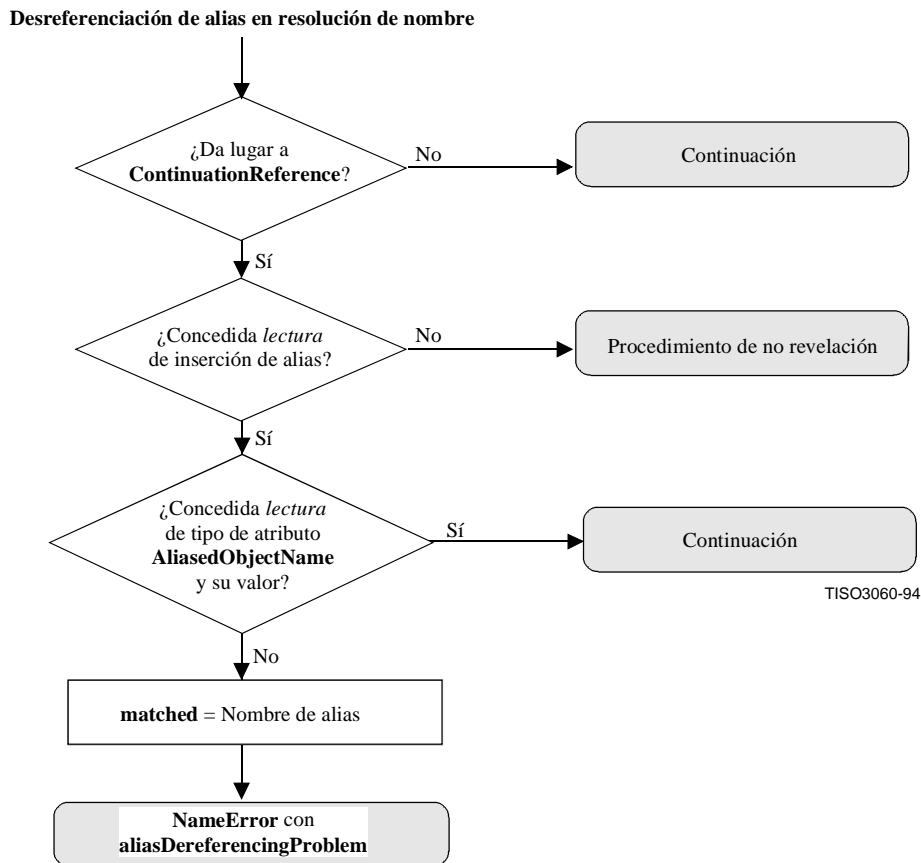 Desreferenciación de alias en resolución de nombre
¿Da lugar a
ContinuationReference?
No
Continuación
Sí
¿Concedida lectura
de inserción de alias?
No
Procedimiento de no revelación
Sí
¿Concedida lectura
de tipo de atributo
AliasedObjectName
y su valor?
Sí
Continuación
TISO3060-94
No
matched = Nombre de alias
NameError con
aliasDereferencingProblem